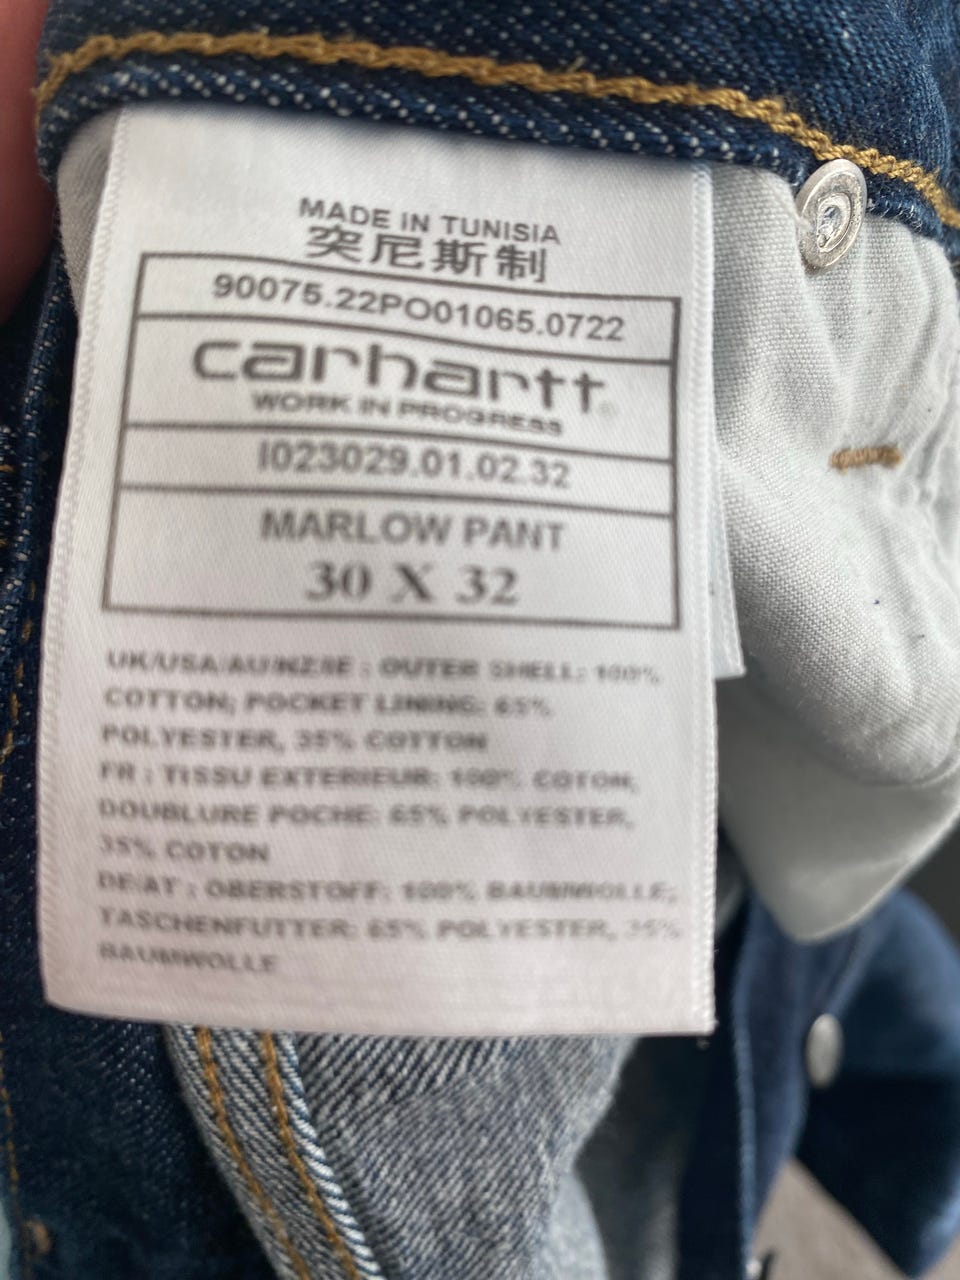 MADE IN TUNISIA
突尼斯制
90075.22PO01065.0722
carhartt
WORK IN PROGRESS
I023029.01.02.32
MARLOW PANT
30 X 32
UK/USA/AU/NZ/IE : OUTER SHELL: 100%
COTTON; POCKET LINING: 65%
POLYESTER, 35% COTTON
FR : TISSU EXTERIEUR: 100% COTON;
DOUBLURE POCHE: 65% POLYESTER,
35% COTON
DE/AT : OBERSTOFF: 100% BAUMWOLLE;
TASCHENFUTTER: 65% POLYESTER, 35%
BAUMWOLLE